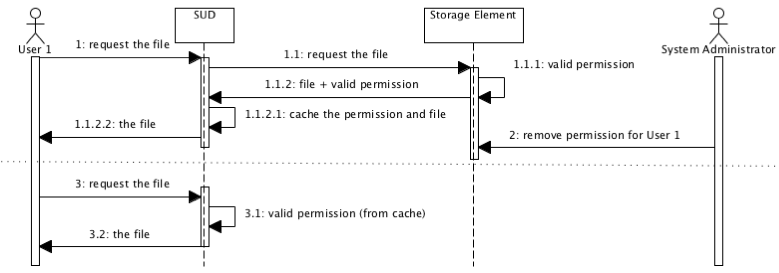 SUD
Storage Element
User 1
System Administrator
1: request the file
1.1: request the file
1.1.1: valid permission
1.1.2: file + valid permission
1.1.2.1: cache the permission and file
1.1.2.2: the file
2: remove permission for User 1
3: request the file
3.1: valid permission (from cache)
3.2: the file